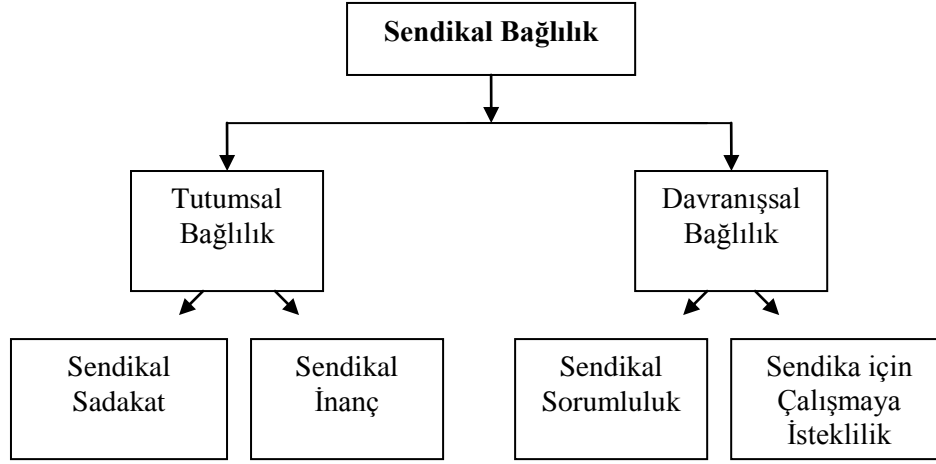 Sendikal Bağlılık
Tutumsal
Bağlılık
Davranışsal
Bağlılık
Sendikal
Sadakat
Sendikal
İnanç
Sendikal
Sorumluluk
Sendika için
Çalışmaya
İsteklilik